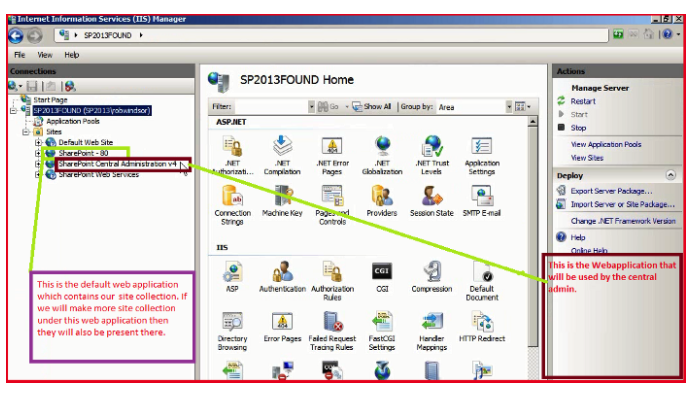 Internet Information Services (IIS) Manager
SP2013FOUND
File View Help
Connections
Start Page
SP2013FOUND (SP2013\robwindsor)
Application Pools
Sites
Default Web Site
SharePoint - 80
SharePoint Central Administration v4
SharePoint Web Services
This is the default web application
which contains our site collection. If
we will make more site collection
under this web application then
they will also be present there.
SP2013FOUND Home
Filter: Go Show All Group by: Area
ASP.NET
.NET .NET .NET Error .NET .NET Trust Application
Authorizati... Compilation Pages Globalization Levels Settings
Connection Machine Key Pages and Providers Session State SMTP E-mail
Strings Controls
IIS
CGI
ASP Authentication Authorization CGI Compression Default
Rules Document
Directory Error Pages Failed Request FastCGI Handler HTTP Redirect
Browsing Tracing Rules Settings Mappings
Actions
Manage Server
Restart
Start
Stop
View Application Pools
View Sites
Deploy
Export Server Package...
Import Server or Site Package...
Change .NET Framework Version
Help
Online Help
This is the Webapplication that
will be used by the central
admin.